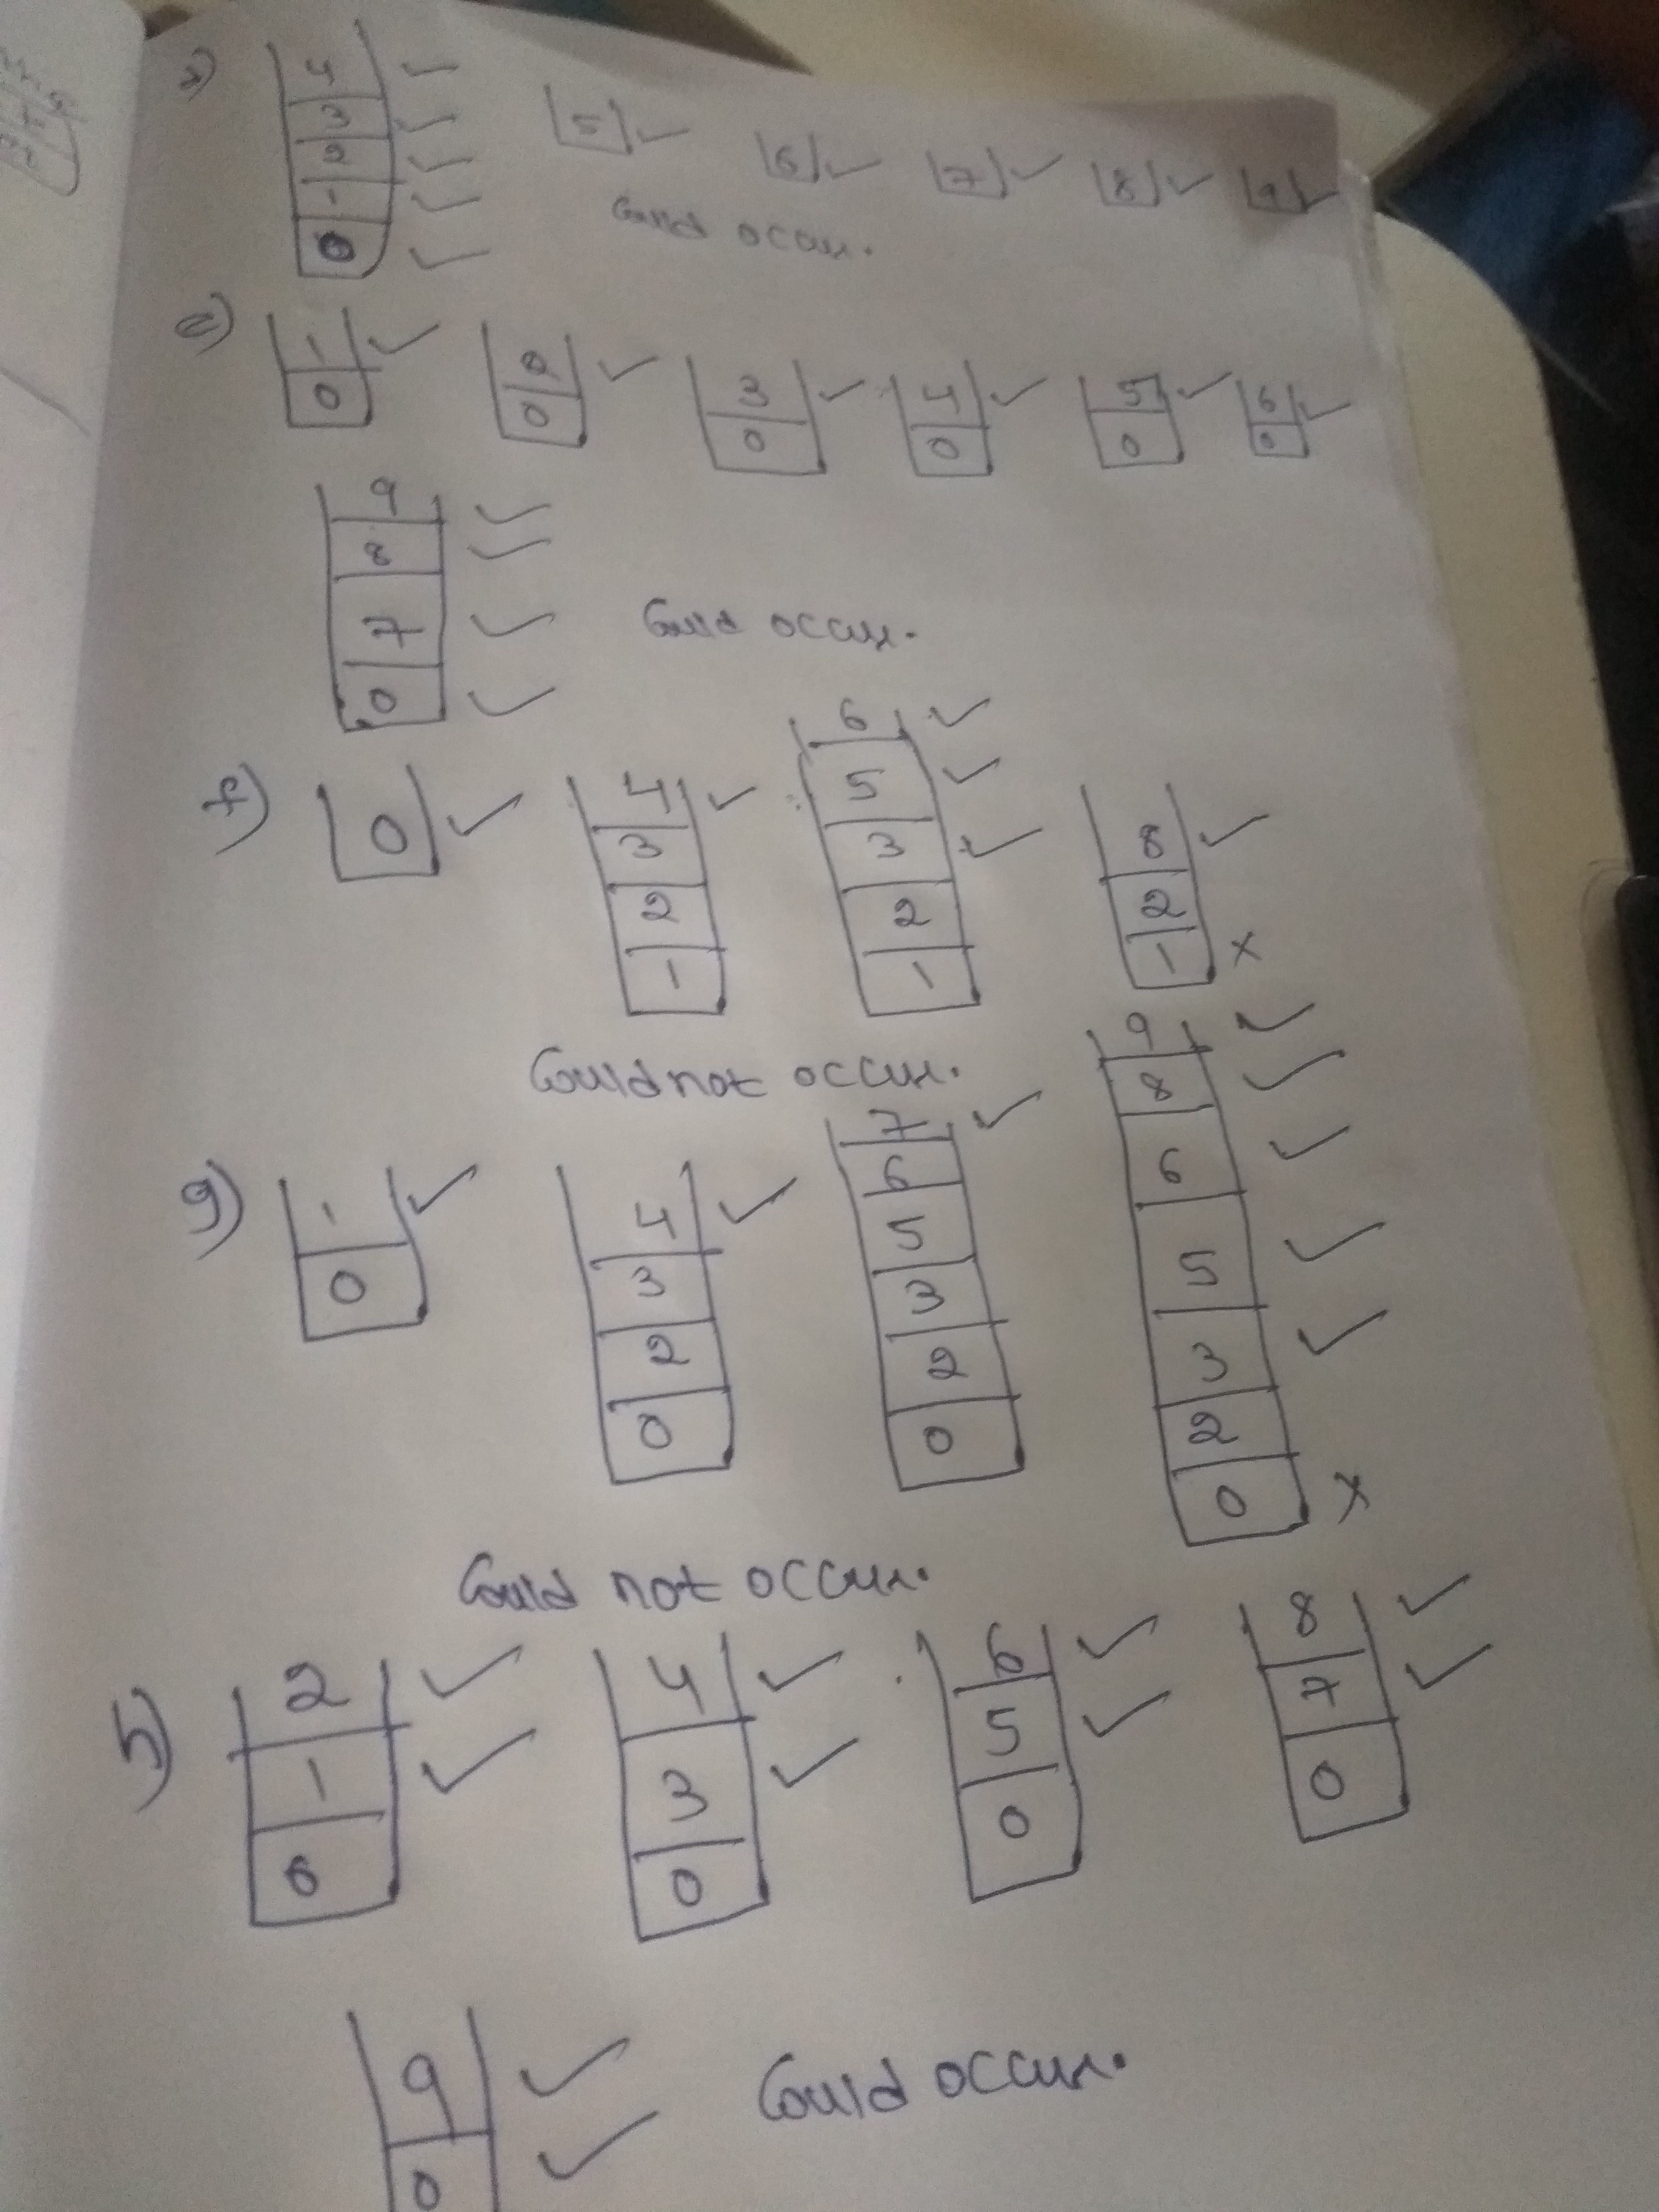 d)
4 ✓
3 ✓
2 ✓
1 ✓
0 ✓
5 ✓ 6 ✓ 7 ✓ 8 ✓ 9 ✓
Could occur.
e)
1 ✓ 2 ✓ 3 ✓ 4 ✓ 5 ✓ 6 ✓
0 0 0 0 0 0
9 ✓
8 ✓
7 ✓
0 ✓
Could occur.
f)
0 ✓
4 ✓
3
2
1
6 ✓
5 ✓
3 ✓
2
1
8 ✓
2
1 x
Could not occur.
g)
1 ✓
0
4 ✓
3
2
0
7 ✓
6
5
3
2
0
9 ✓
8 ✓
6 ✓
5 ✓
3 ✓
2
0 x
Could not occur.
h)
2 ✓ 4 ✓ 6 ✓ 8 ✓
1 ✓ 3 ✓ 5 ✓ 7 ✓
0 0 0 0
9 ✓
0 ✓
Could occur.